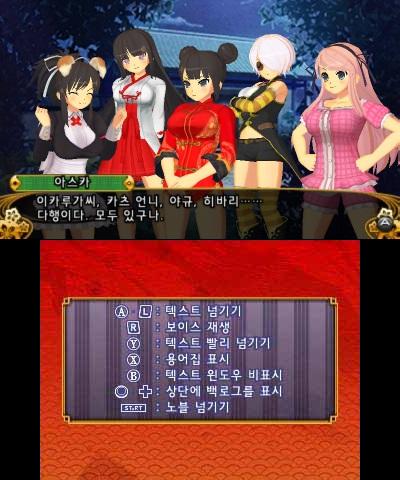 아스카
이카루가씨, 카츠 언니, 야규, 히바리……
다행이다. 모두 있구나.
A
A · L : 텍스트 넘기기
R : 보이스 재생
Y : 텍스트 빨리 넘기기
X : 용어집 표시
B : 텍스트 윈도우 비표시
: 상단에 백로그를 표시
START : 노블 넘기기